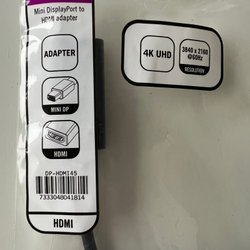 Mini DisplayPort to
HDMI adapter
ADAPTER
MINI DP
HDMI
DP-HDMI45
7333048041814
HDMI
4K UHD
3840 x 2160
@60Hz
RESOLUTION